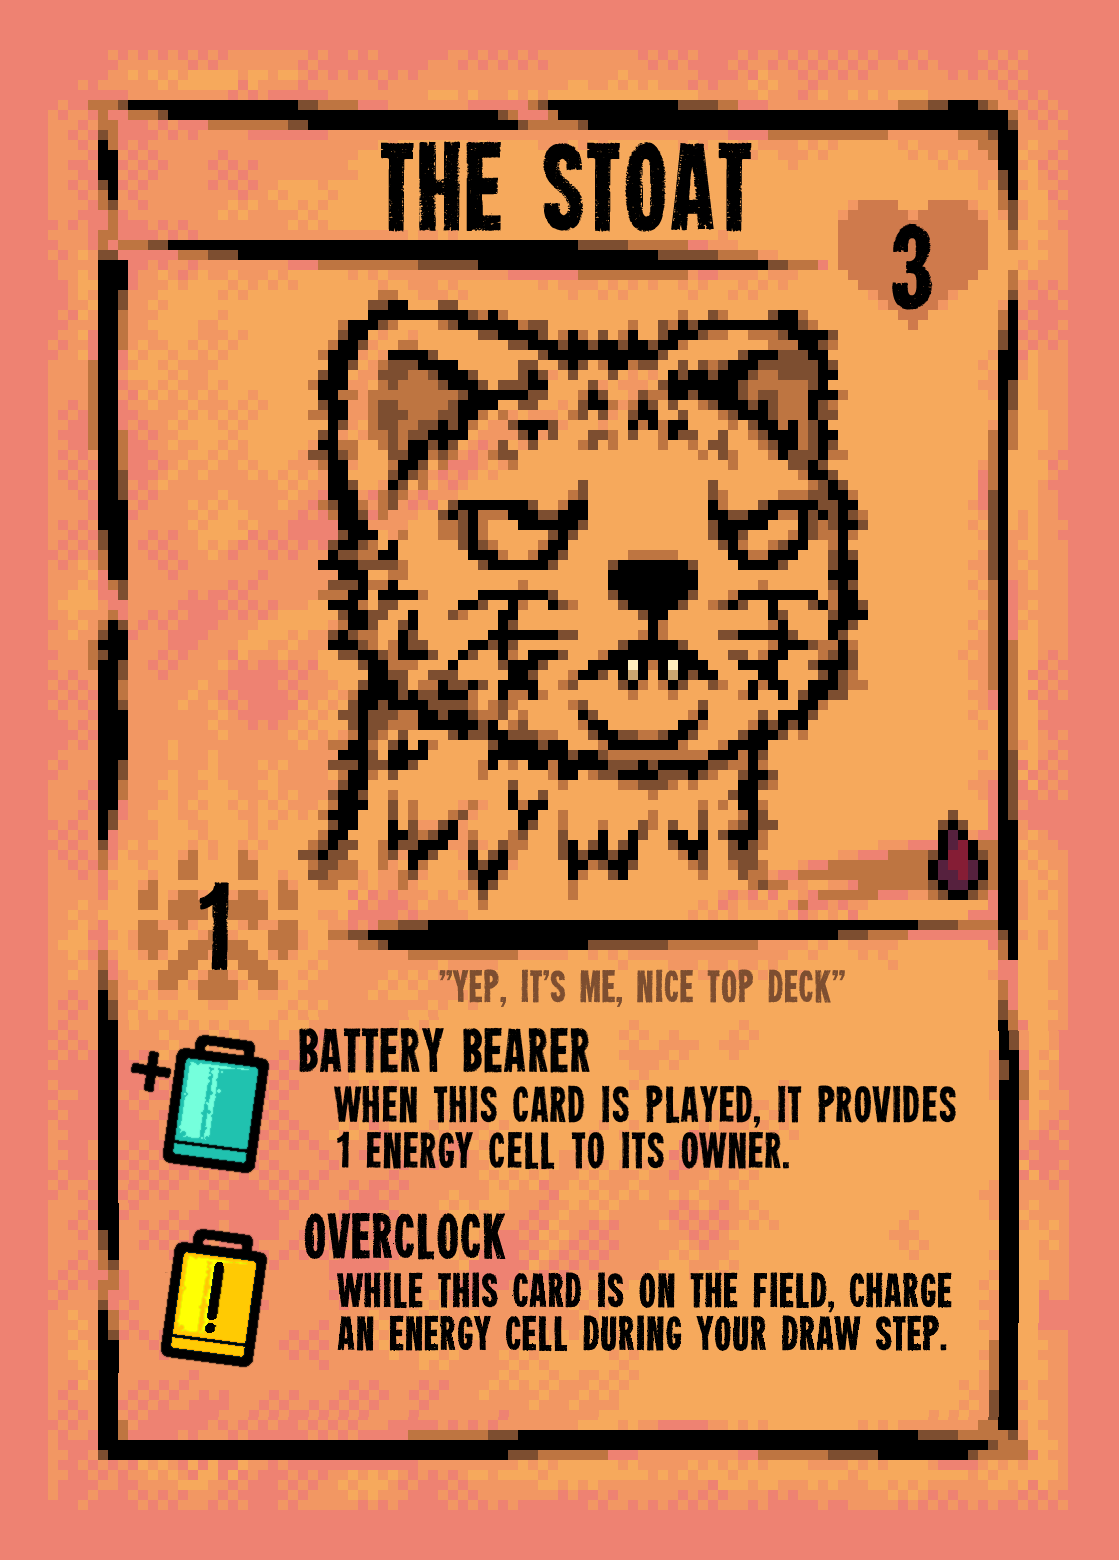 THE STOAT
3
1
"YEP, IT'S ME, NICE TOP DECK"
BATTERY BEARER
WHEN THIS CARD IS PLAYED, IT PROVIDES
1 ENERGY CELL TO ITS OWNER.
OVERCLOCK
WHILE THIS CARD IS ON THE FIELD, CHARGE
AN ENERGY CELL DURING YOUR DRAW STEP.